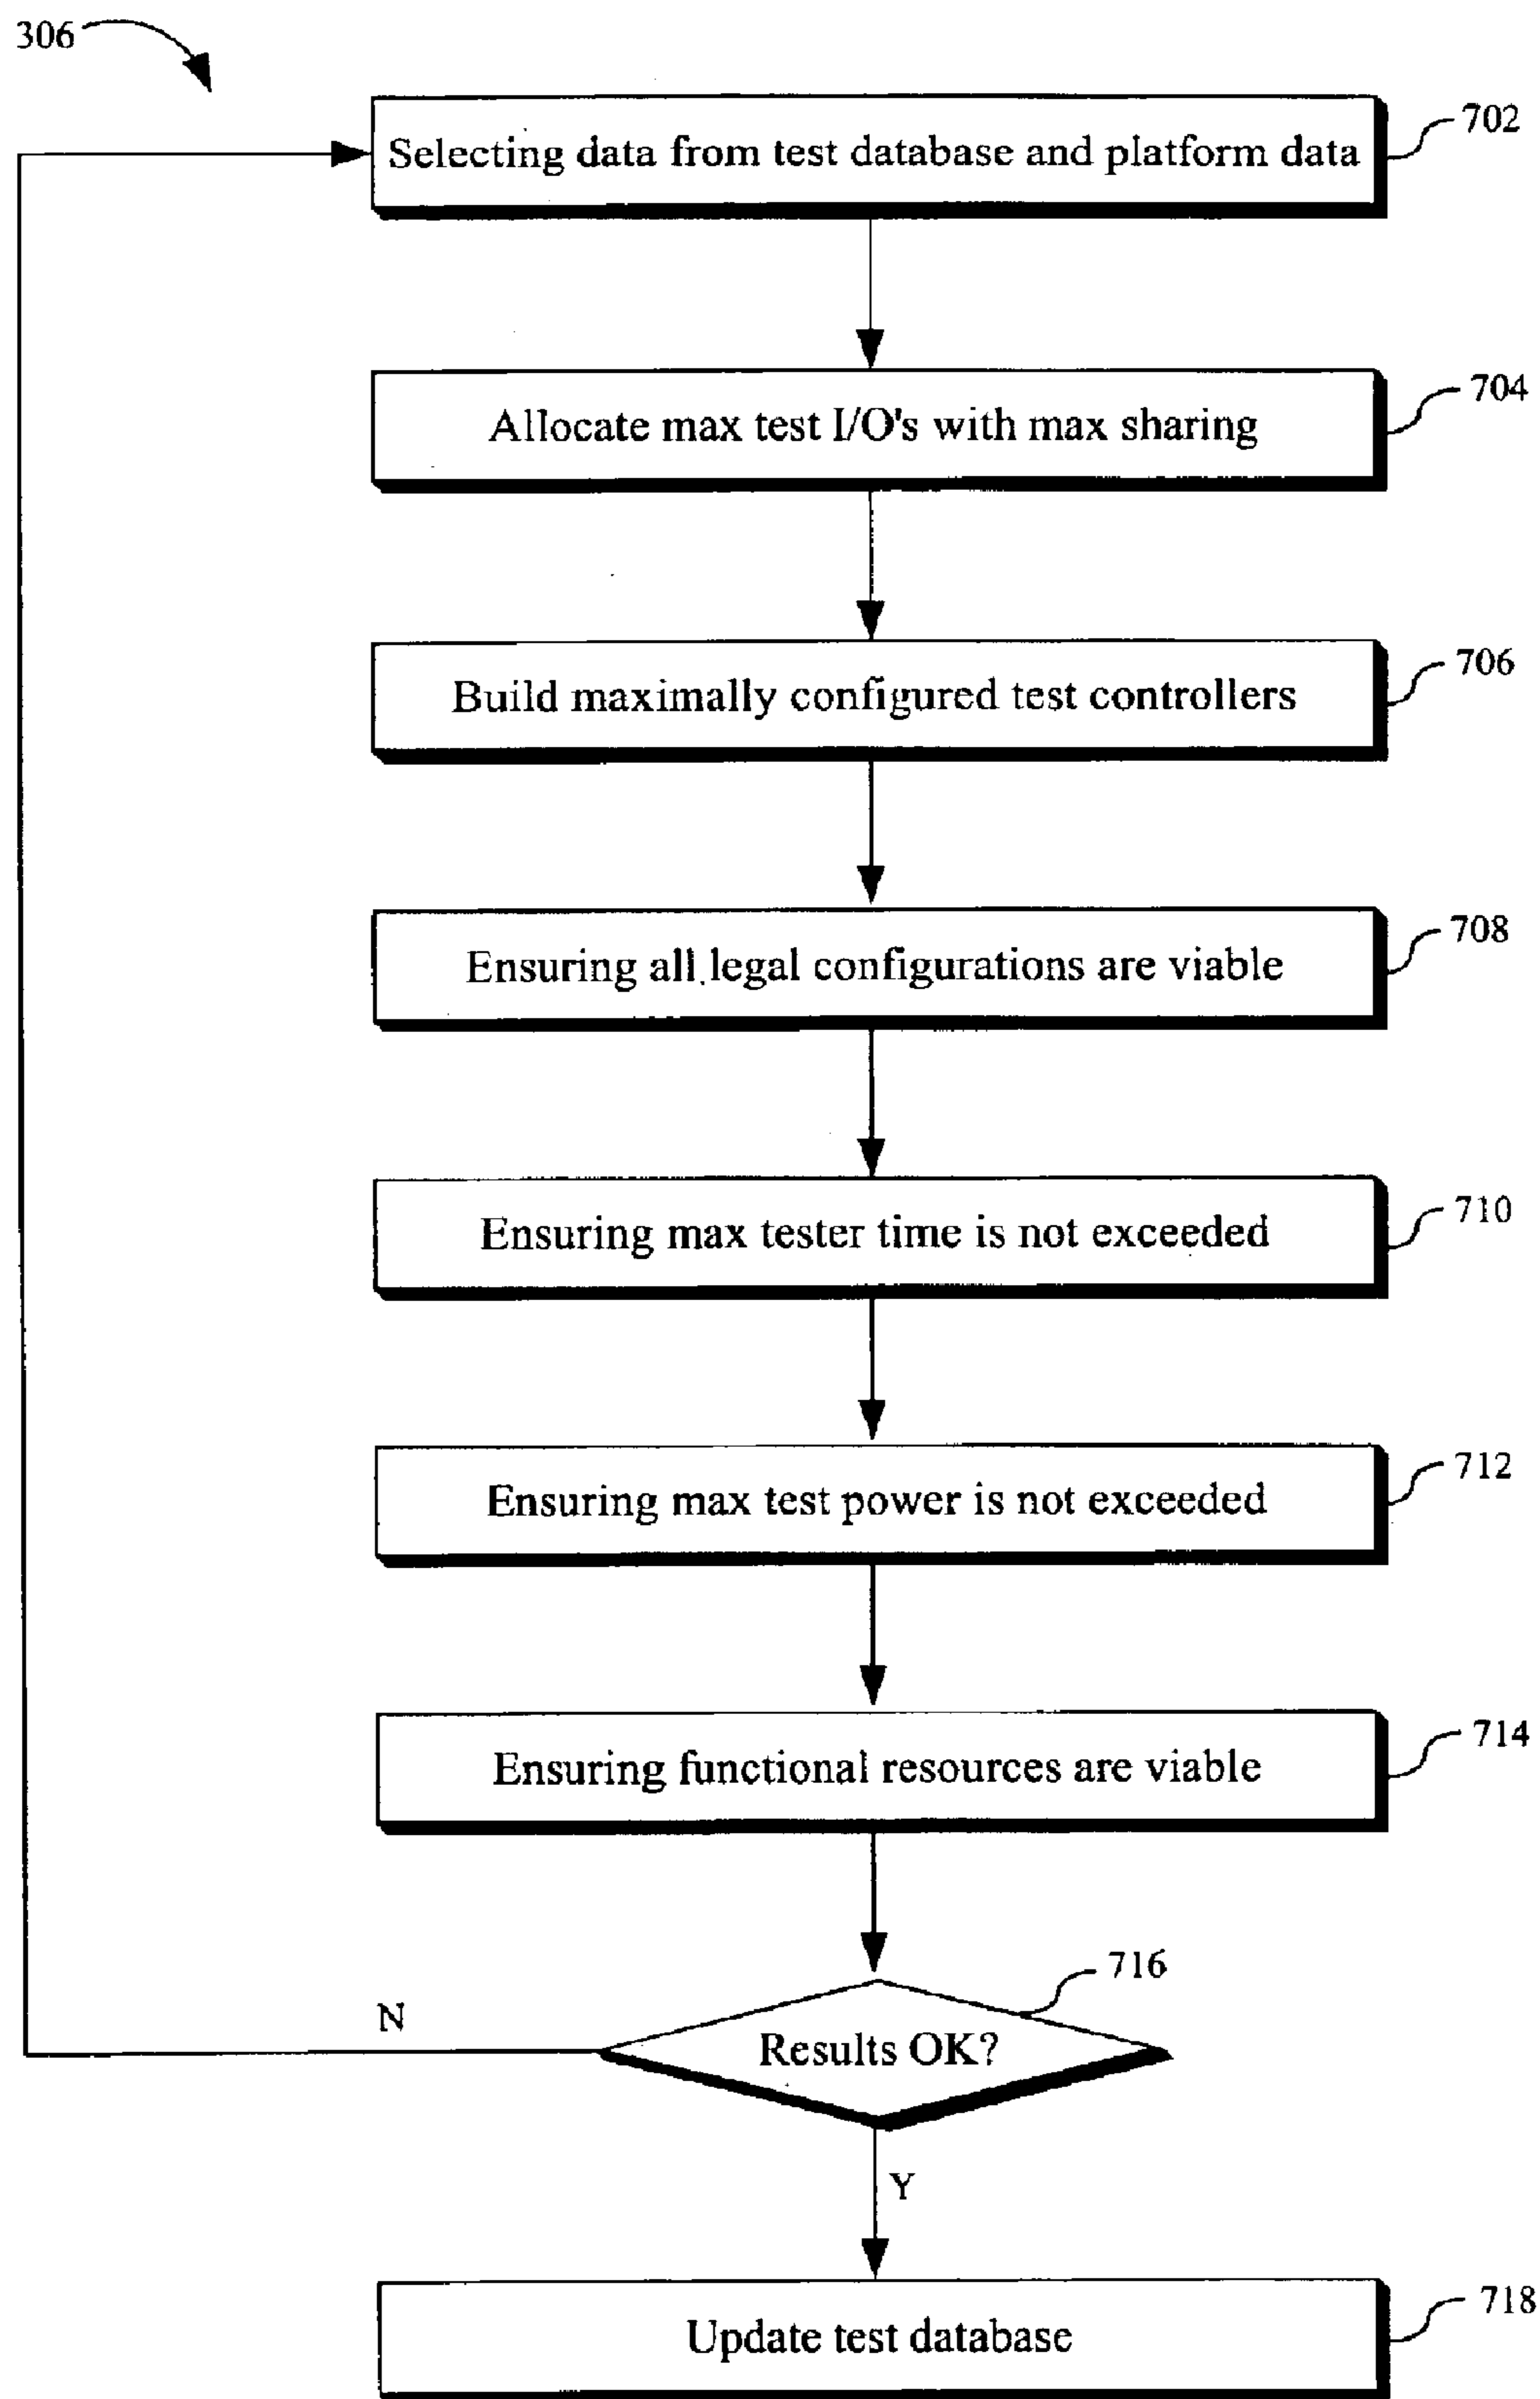 306
Selecting data from test database and platform data
702
Allocate max test I/O's with max sharing
704
Build maximally configured test controllers
706
Ensuring all legal configurations are viable
708
Ensuring max tester time is not exceeded
710
Ensuring max test power is not exceeded
712
Ensuring functional resources are viable
714
716
Results OK?
N
Y
Update test database
718